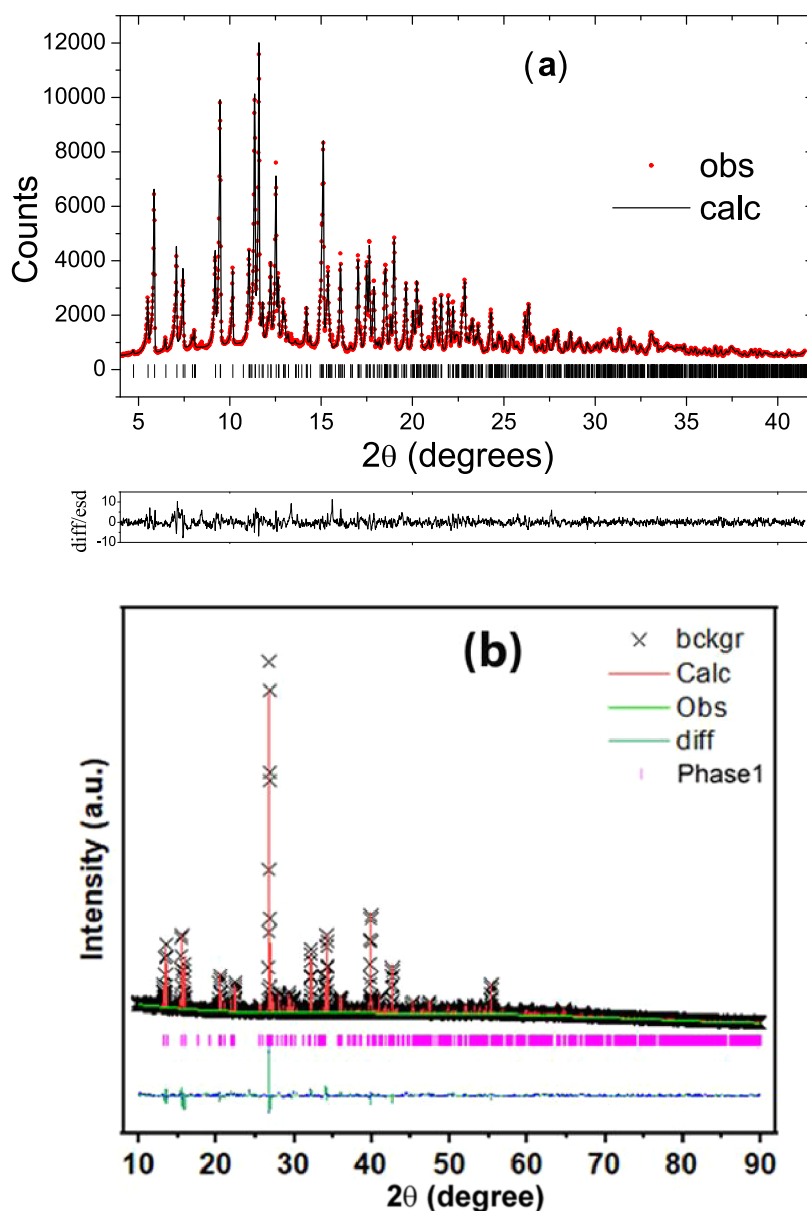 (a)
12000
10000
8000
6000
4000
2000
0
Counts
obs
calc
5 10 15 20 25 30 35 40
2θ (degrees)
diff/esd
10
0
-10
(b)
bckgr
Calc
Obs
diff
Phase1
Intensity (a.u.)
10 20 30 40 50 60 70 80 90
2θ (degree)